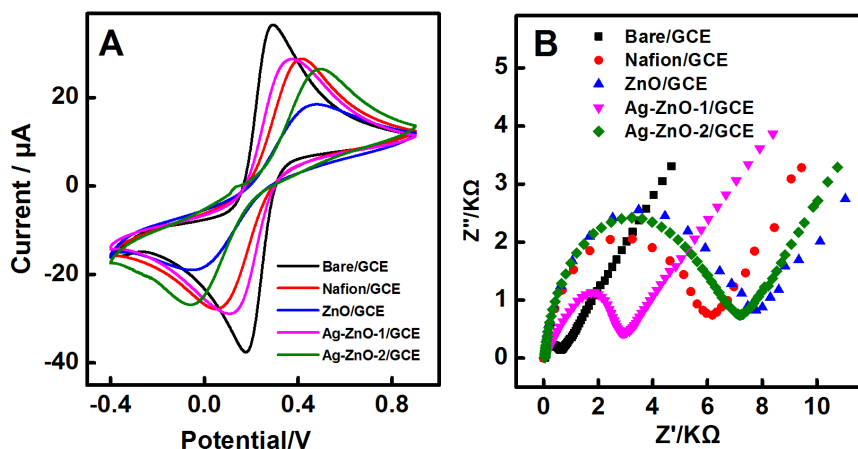 A
Current / µA
20
0
-20
-40
-0.4
0.0
0.4
0.8
Potential/V
Bare/GCE
Nafion/GCE
ZnO/GCE
Ag-ZnO-1/GCE
Ag-ZnO-2/GCE
B
Bare/GCE
Nafion/GCE
ZnO/GCE
Ag-ZnO-1/GCE
Ag-ZnO-2/GCE
Z''/KΩ
5
4
3
2
1
0
0
2
4
6
8
10
Z'/KΩ